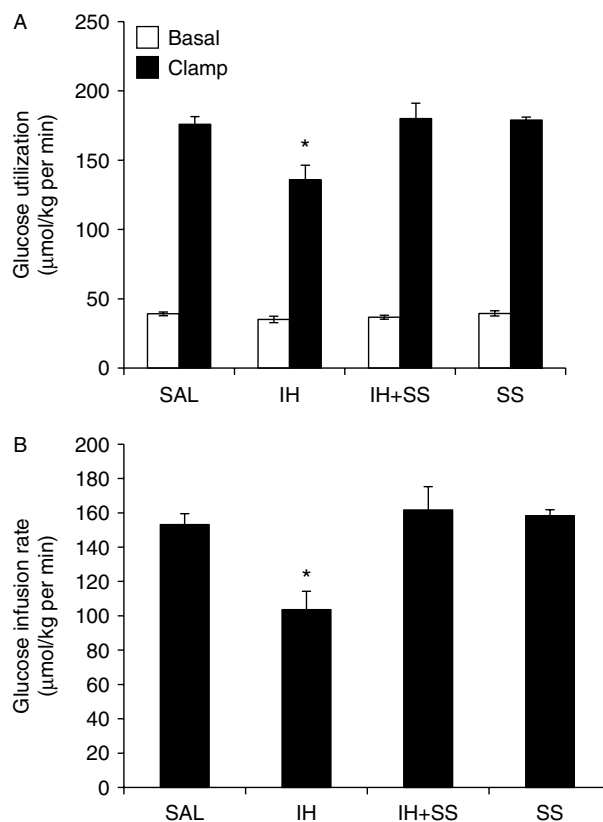 A
250
200
150
100
50
0
Glucose utilization
(μmol/kg per min)
Basal
Clamp
*
SAL IH IH+SS SS
B
200
180
160
140
120
100
80
60
40
20
0
Glucose infusion rate
(μmol/kg per min)
*
SAL IH IH+SS SS